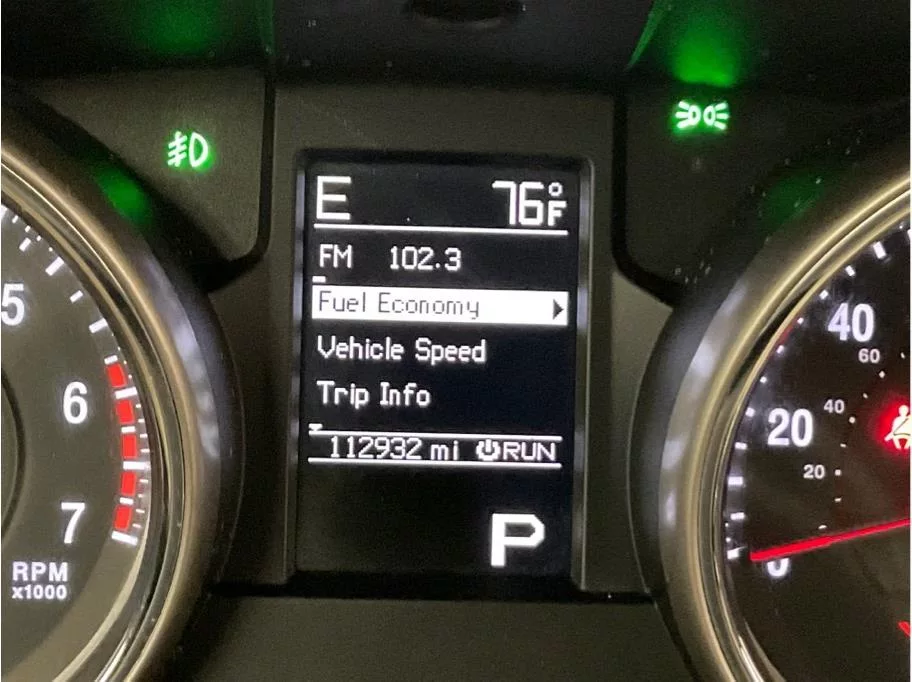 E 76°F
FM 102.3
Fuel Economy
Vehicle Speed
Trip Info
112932 mi RUN
P
5
6
7
RPM
x1000
40
60
20
40
20
0